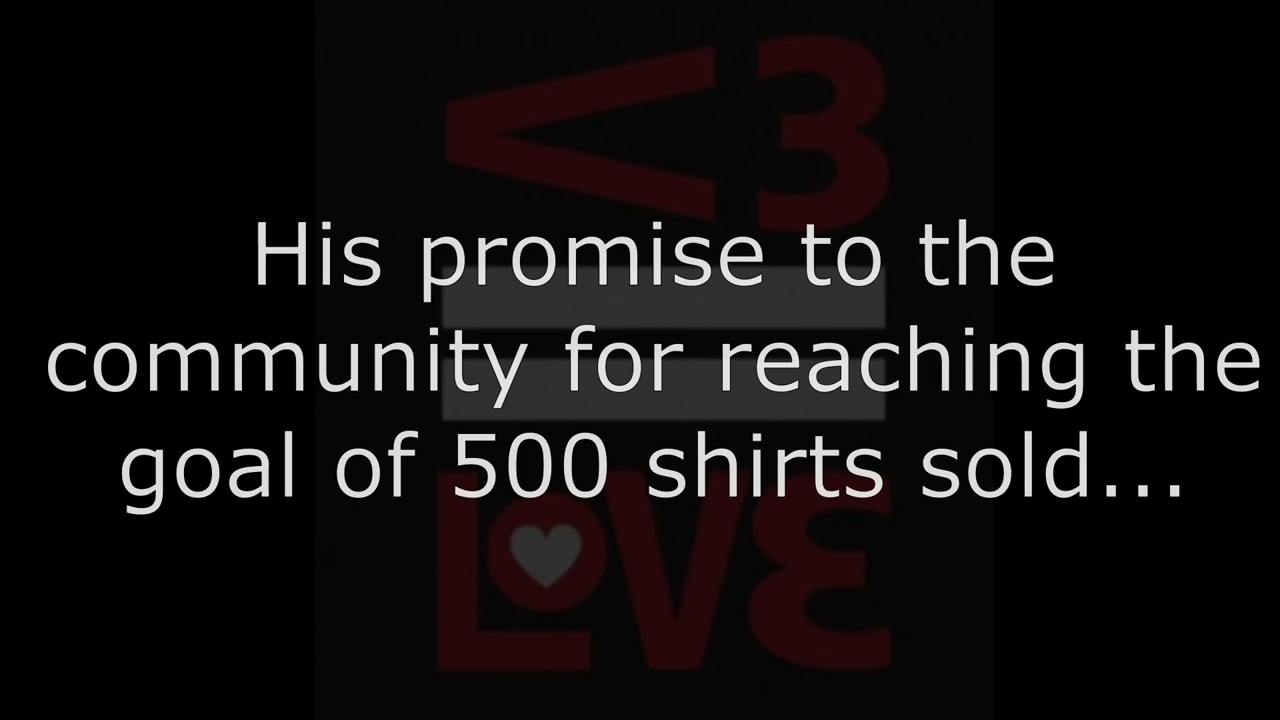 <3
His promise to the
community for reaching the
goal of 500 shirts sold...
LOVE